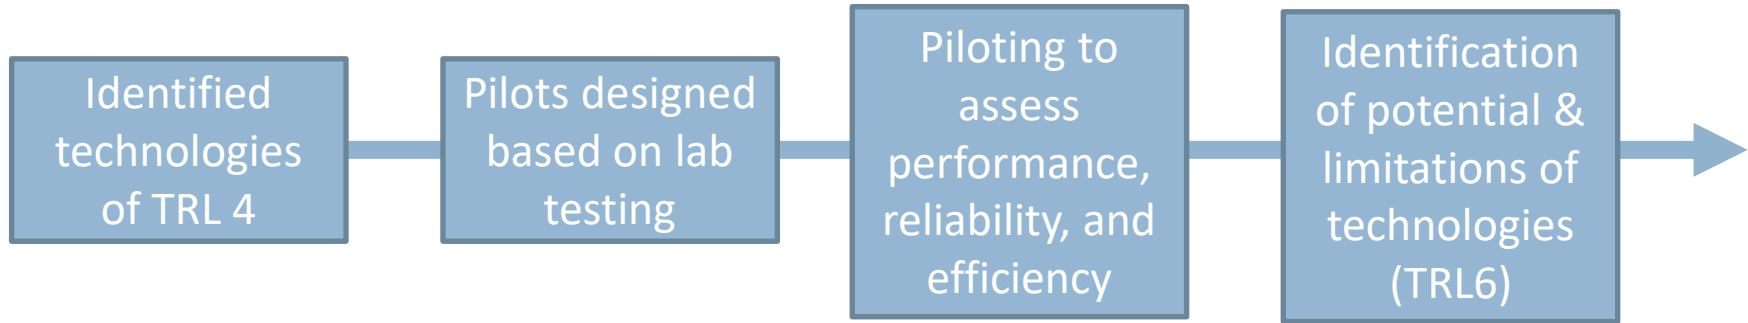 Identified
technologies
of TRL 4
Pilots designed
based on lab
testing
Piloting to
assess
performance,
reliability, and
efficiency
Identification
of potential &
limitations of
technologies
(TRL6)